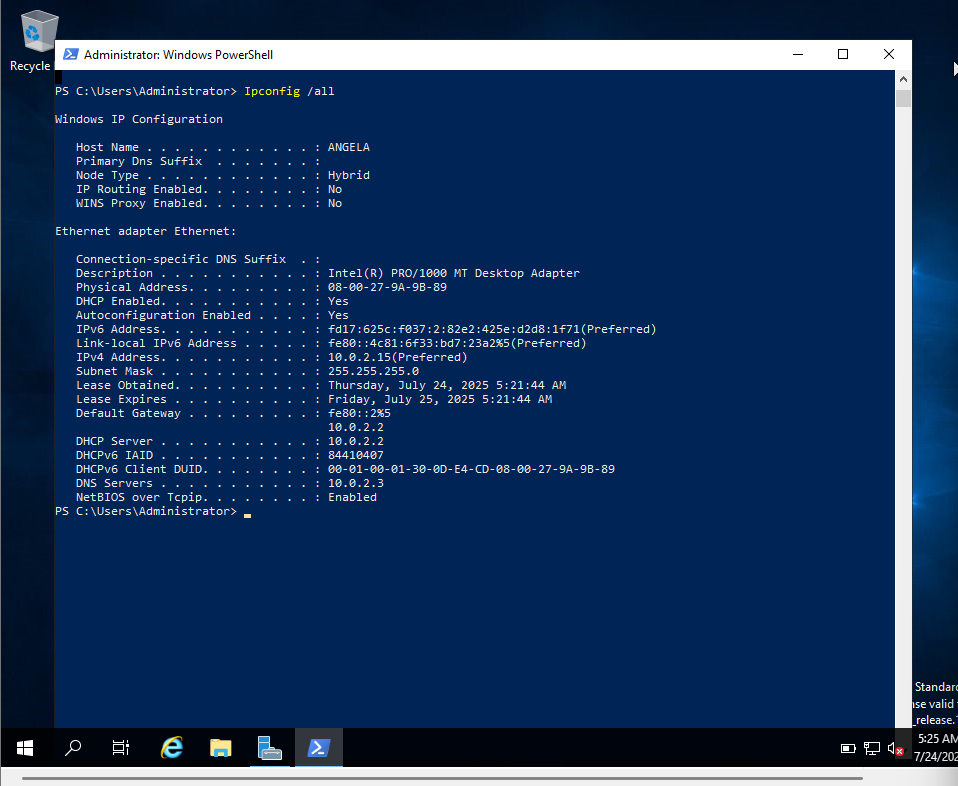 Recycle
Administrator: Windows PowerShell
PS C:\Users\Administrator> Ipconfig /all
Windows IP Configuration
Host Name . . . . . . . . . . . . : ANGELA
Primary Dns Suffix  . . . . . . . :
Node Type . . . . . . . . . . . . : Hybrid
IP Routing Enabled. . . . . . . . : No
WINS Proxy Enabled. . . . . . . . : No
Ethernet adapter Ethernet:
Connection-specific DNS Suffix  . :
Description . . . . . . . . . . . : Intel(R) PRO/1000 MT Desktop Adapter
Physical Address. . . . . . . . . : 08-00-27-9A-9B-89
DHCP Enabled. . . . . . . . . . . : Yes
Autoconfiguration Enabled . . . . : Yes
IPv6 Address. . . . . . . . . . . : fd17:625c:f037:2:82e2:425e:d2d8:1f71(Preferred)
Link-local IPv6 Address . . . . . : fe80::4c81:6f33:bd7:23a2%5(Preferred)
IPv4 Address. . . . . . . . . . . : 10.0.2.15(Preferred)
Subnet Mask . . . . . . . . . . . : 255.255.255.0
Lease Obtained. . . . . . . . . . : Thursday, July 24, 2025 5:21:44 AM
Lease Expires . . . . . . . . . . : Friday, July 25, 2025 5:21:44 AM
Default Gateway . . . . . . . . . : fe80::2%5
10.0.2.2
DHCP Server . . . . . . . . . . . : 10.0.2.2
DHCPv6 IAID . . . . . . . . . . . : 84410407
DHCPv6 Client DUID. . . . . . . . : 00-01-00-01-30-0D-E4-CD-08-00-27-9A-9B-89
DNS Servers . . . . . . . . . . . : 10.0.2.3
NetBIOS over Tcpip. . . . . . . . : Enabled
PS C:\Users\Administrator>
Standard
valid
_release.
5:25 AM
7/24/202